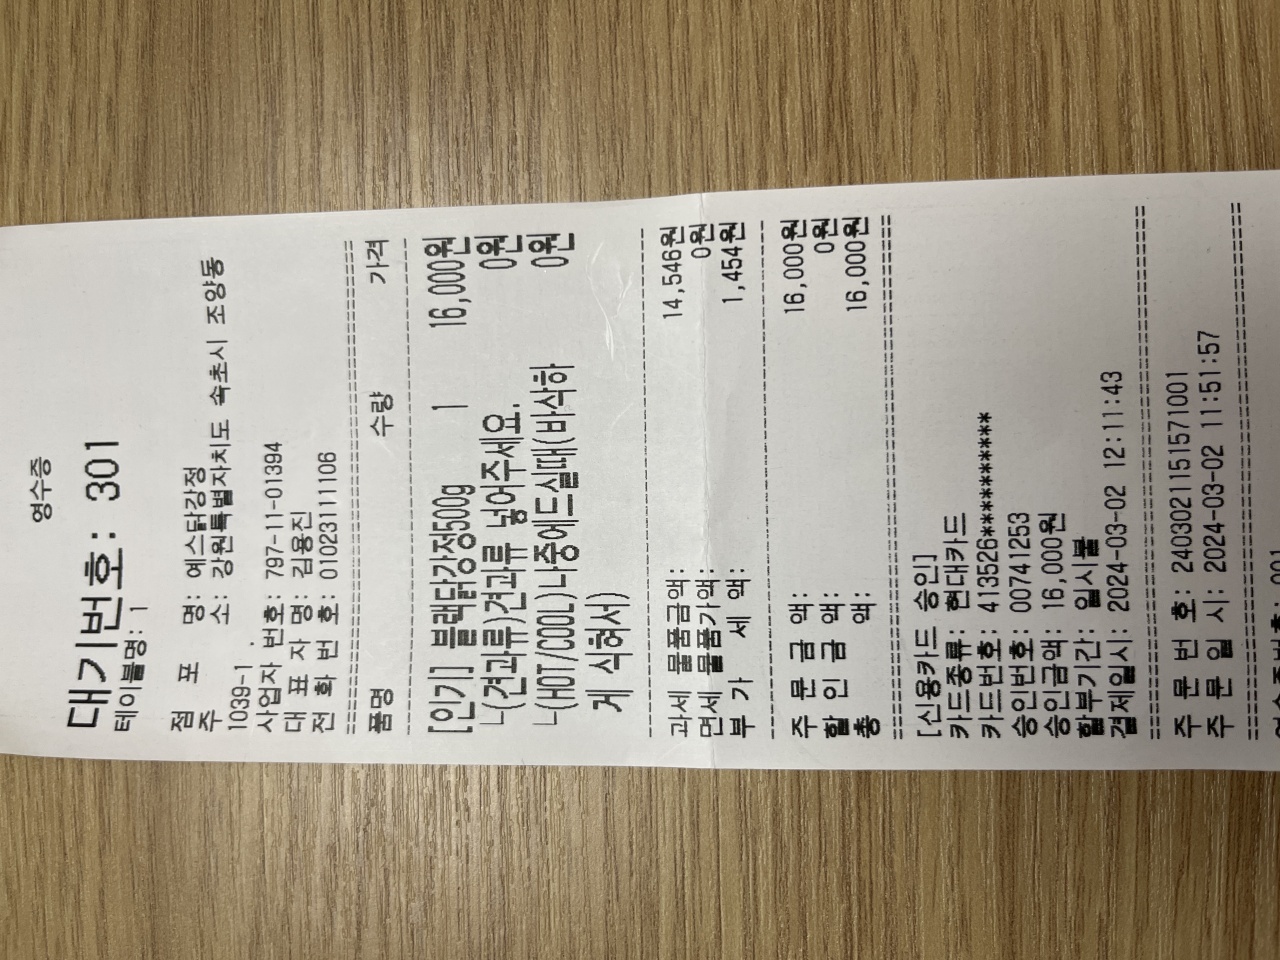 영수증
대기번호: 301
테이블명: 1
점 포 명: 예스닭강정
주 소: 강원특별자치도 속초시 조양동
1039-1 .
사업자 번호: 797-11-01394
대 표 자 명: 김용진
전 화 번 호: 01023111106
품명 수량 가격
[인기] 블랙닭강정500g 1 16,000원
└(견과류)견과류 넣어주세요. 0원
└(HOT/COOL)나중에드실때(바삭하 0원
게 식혀서)
과세 물품금액: 14,546원
면세 물품가액: 0원
부 가 세 액: 1,454원
주 문 금 액: 16,000원
할 인 금 액: 0원
총 액: 16,000원
[신용카드 승인]
카드종류: 현대카드
카드번호: 413526**********
승인번호: 00741253
승인금액: 16,000원
할부기간: 일시불
결제일시: 2024-03-02 12:11:43
주 문 번 호: 2403021151571001
주 문 일 시: 2024-03-02 11:51:57